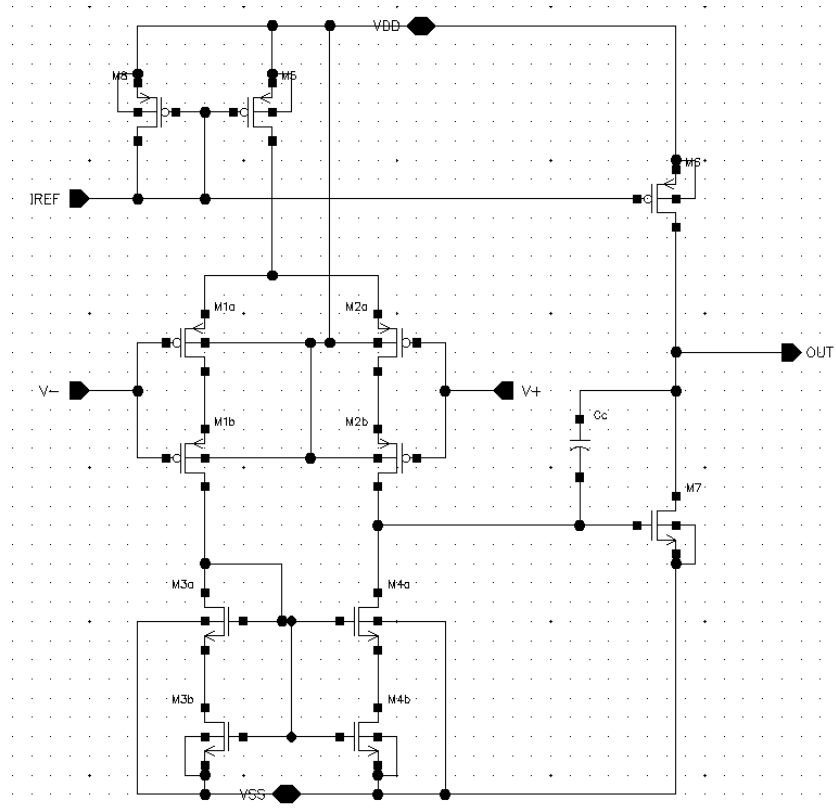 VDD
M8
M5
M6
IREF
M1a
M2a
OUT
V-
V+
M1b
M2b
Cc
M7
M3a
M4a
M3b
M4b
VSS